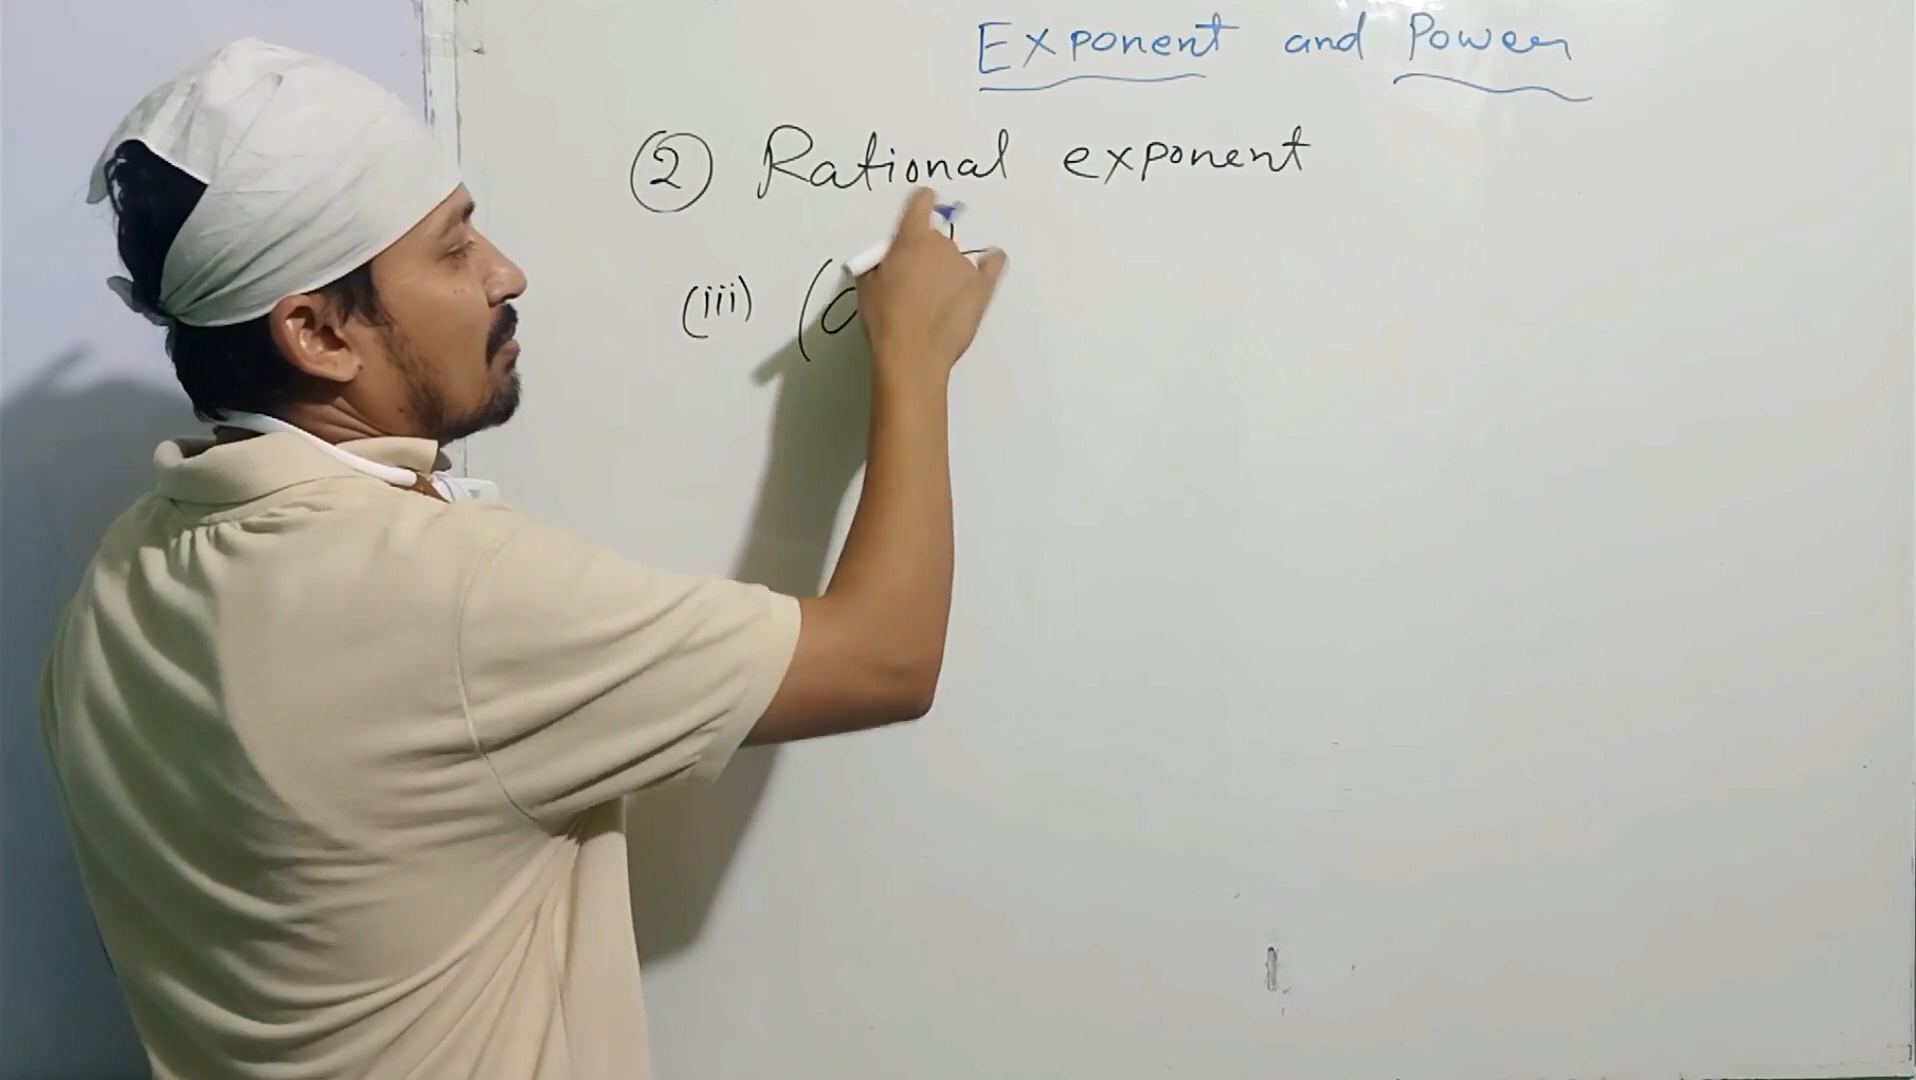 Exponent and Power
② Rational exponent
(iii) (